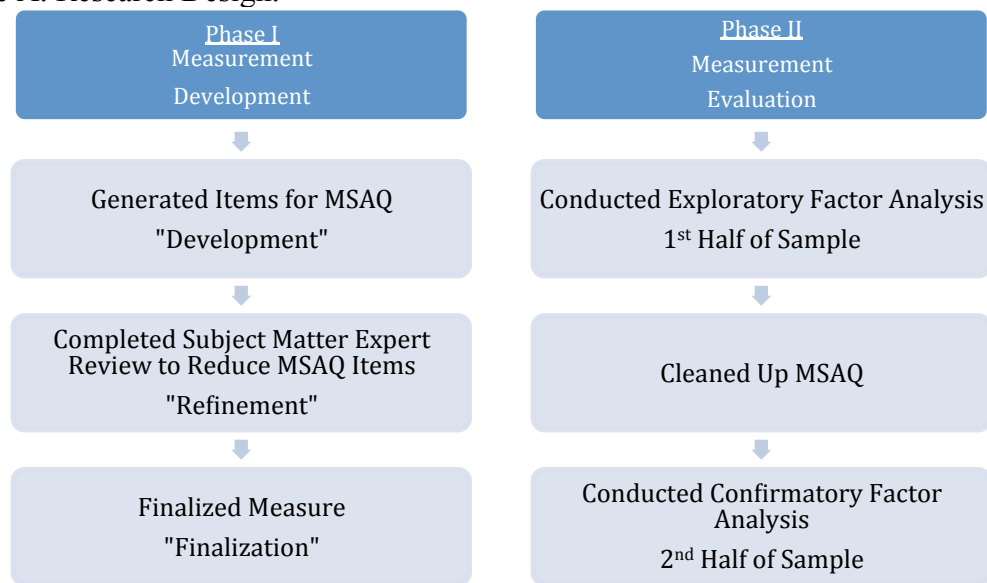 A: Research Design.
Phase I
Measurement
Development
Generated Items for MSAQ
"Development"
Completed Subject Matter Expert
Review to Reduce MSAQ Items
"Refinement"
Finalized Measure
"Finalization"
Phase II
Measurement
Evaluation
Conducted Exploratory Factor Analysis
1st Half of Sample
Cleaned Up MSAQ
Conducted Confirmatory Factor
Analysis
2nd Half of Sample